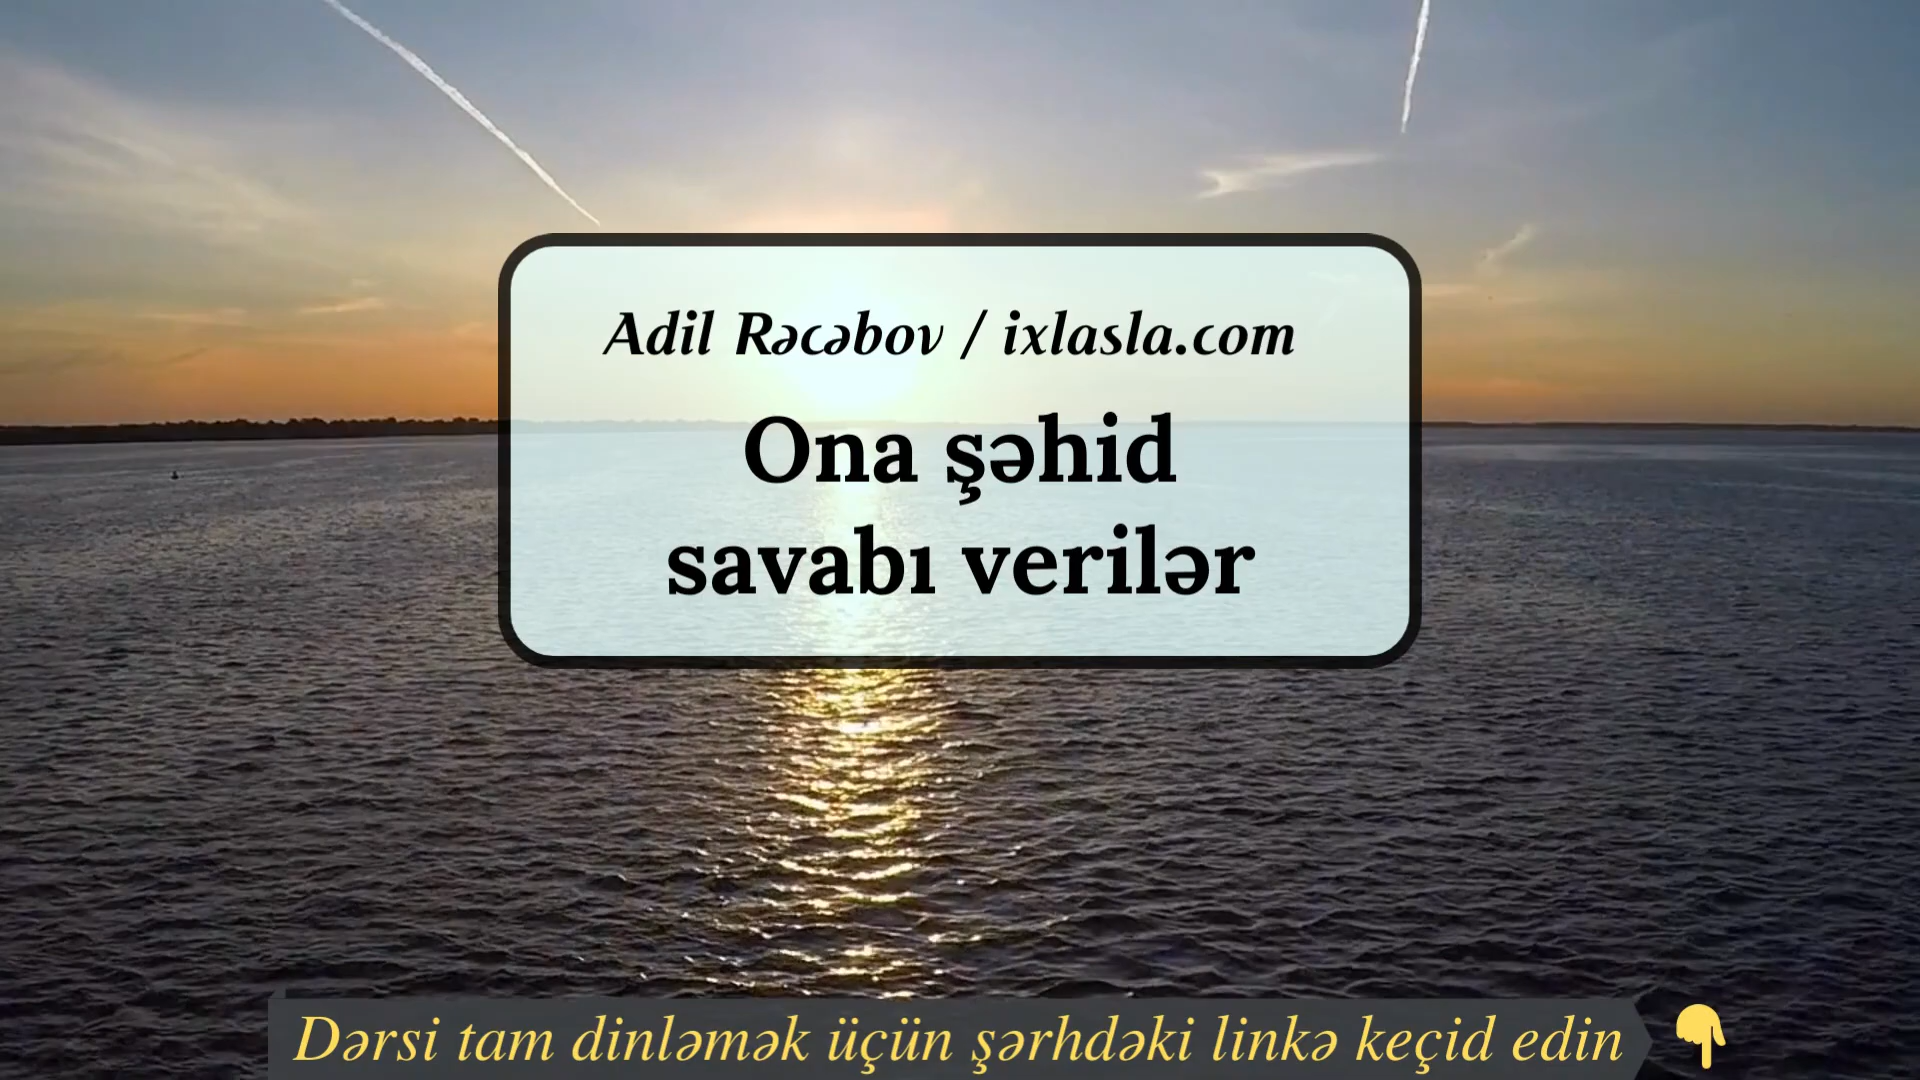 Adil Rəcəbov / ixlasla.com
Ona şəhid
savabı verilər
Dərsi tam dinləmək üçün şərhdəki linkə keçid edin